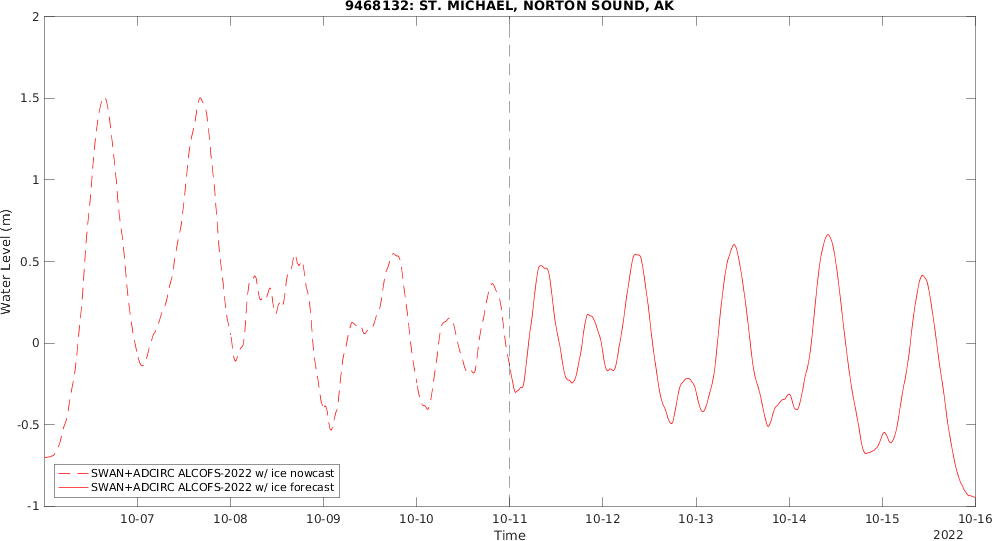 9468132: ST. MICHAEL, NORTON SOUND, AK
2
1.5
1
0.5
0
-0.5
-1
Water Level (m)
SWAN+ADCIRC ALCOFS-2022 w/ ice nowcast
SWAN+ADCIRC ALCOFS-2022 w/ ice forecast
10-07 10-08 10-09 10-10 10-11 10-12 10-13 10-14 10-15 10-16
Time
2022